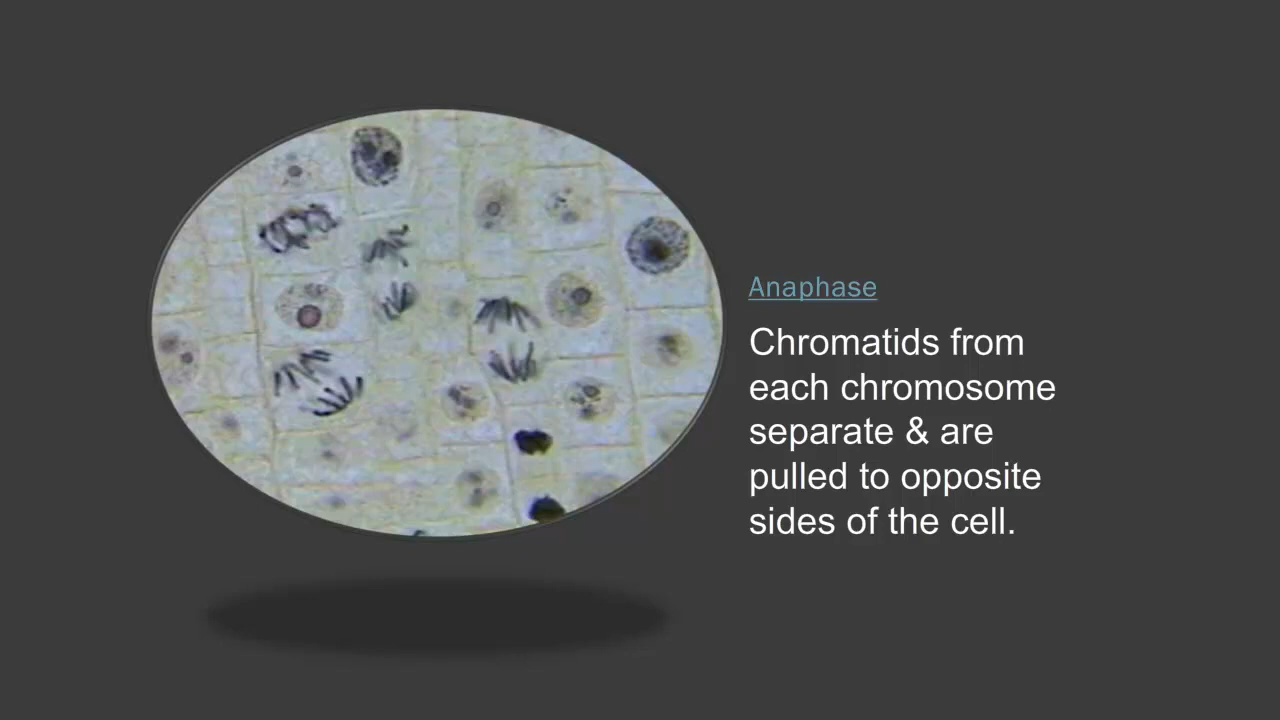 Anaphase
Chromatids from
each chromosome
separate & are
pulled to opposite
sides of the cell.